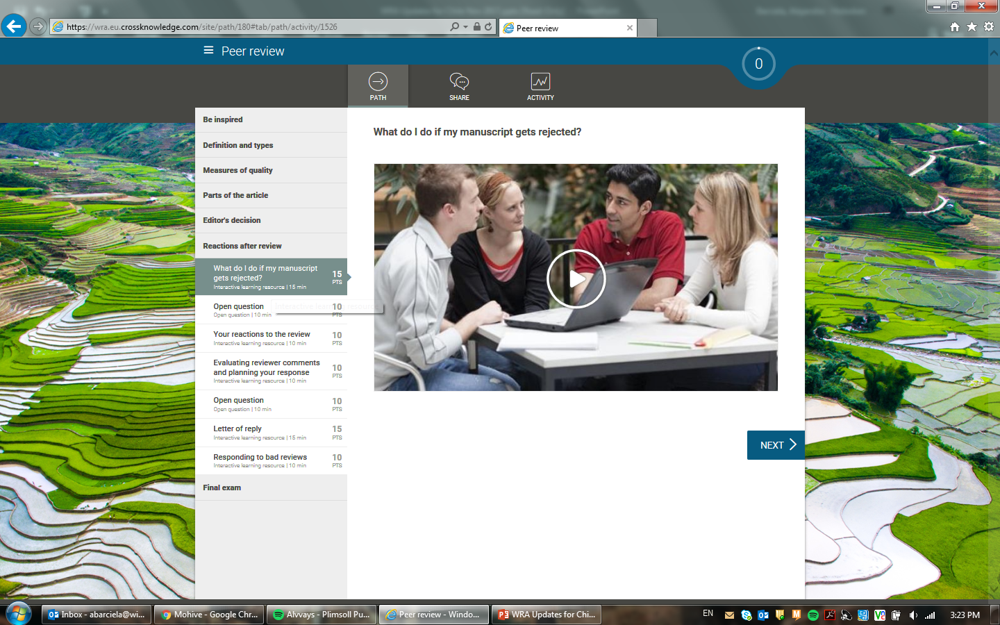 https://wra.eu.crossknowledge.com/site/path/180#tab/path/activity/1526
Peer review
Peer review
0
PATH
SHARE
ACTIVITY
Be inspired
Definition and types
Measures of quality
Parts of the article
Editor's decision
Reactions after review
What do I do if my manuscript
gets rejected?
Interactive learning resource | 15 min
15
PTS
Open question
Open question | 10 min
10
PTS
Your reactions to the review
Interactive learning resource | 10 min
10
PTS
Evaluating reviewer comments
and planning your response
Interactive learning resource | 10 min
10
PTS
Open question
Open question | 10 min
10
PTS
Letter of reply
Interactive learning resource | 15 min
15
PTS
Responding to bad reviews
Interactive learning resource | 10 min
10
PTS
Final exam
What do I do if my manuscript gets rejected?
NEXT
Inbox - abarciela@wi...
Mohive - Google Chr...
Alvvays - Plimsoll Pu...
Peer review - Windo...
WRA Updates for Chi...
EN
3:23 PM